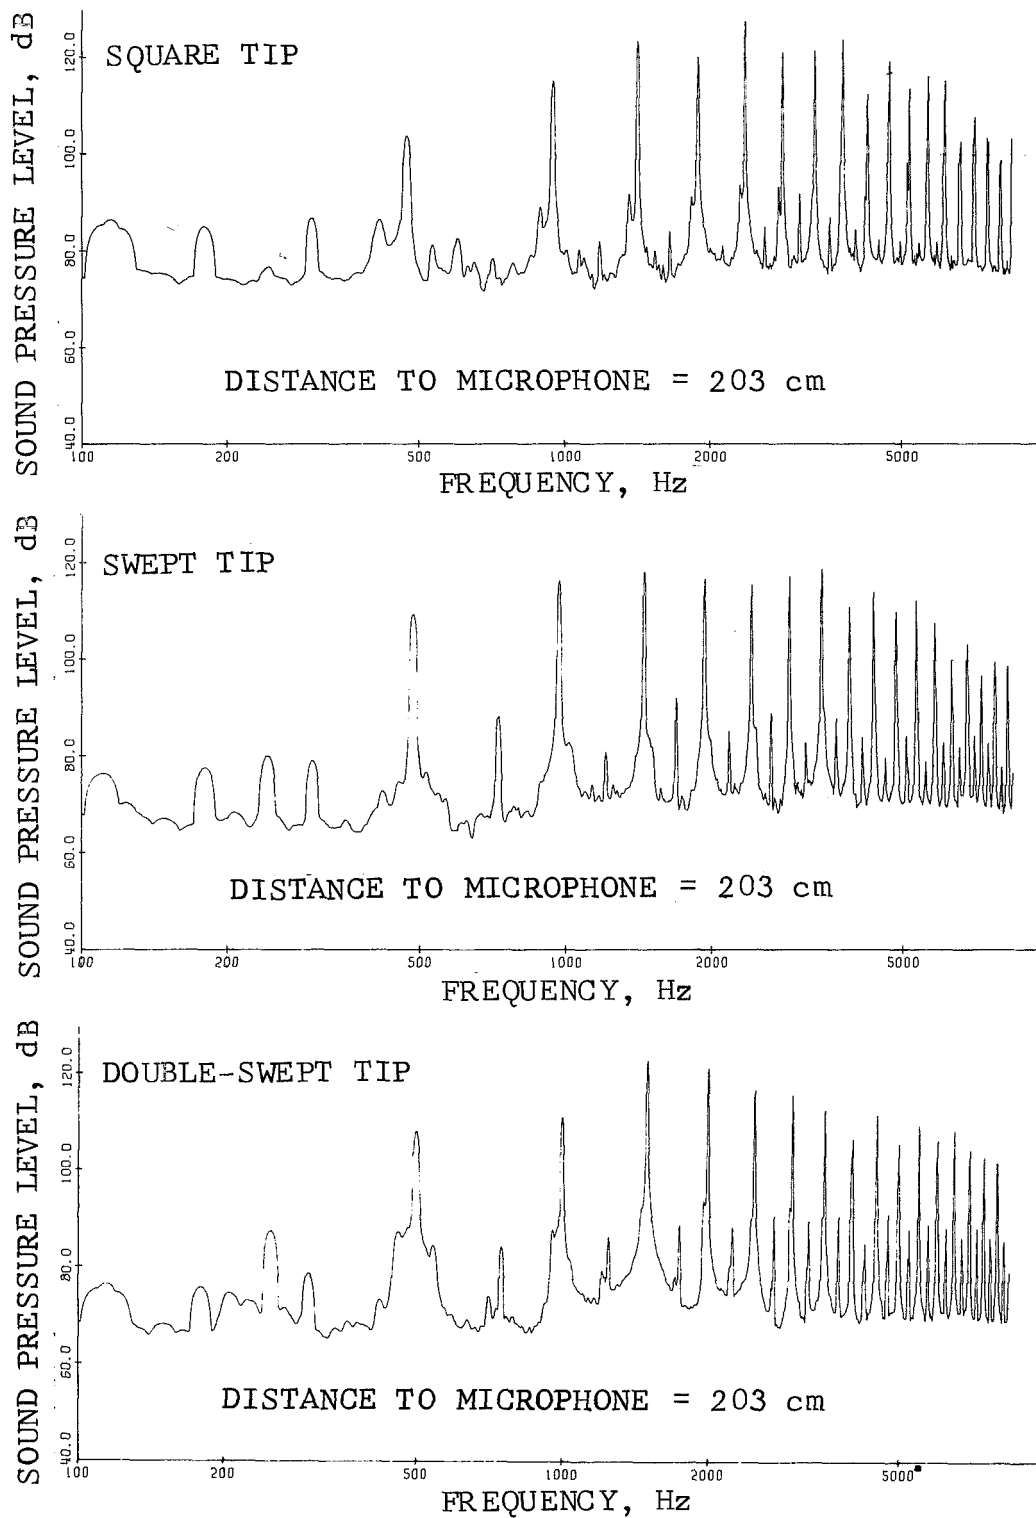 SOUND PRESSURE LEVEL, dB
120.0
100.0
80.0
60.0
40.0
SQUARE TIP
DISTANCE TO MICROPHONE = 203 cm
100 200 500 1000 2000 5000
FREQUENCY, Hz
SOUND PRESSURE LEVEL, dB
120.0
100.0
80.0
60.0
40.0
SWEPT TIP
DISTANCE TO MICROPHONE = 203 cm
100 200 500 1000 2000 5000
FREQUENCY, Hz
SOUND PRESSURE LEVEL, dB
120.0
100.0
80.0
60.0
40.0
DOUBLE-SWEPT TIP
DISTANCE TO MICROPHONE = 203 cm
100 200 500 1000 2000 5000
FREQUENCY, Hz